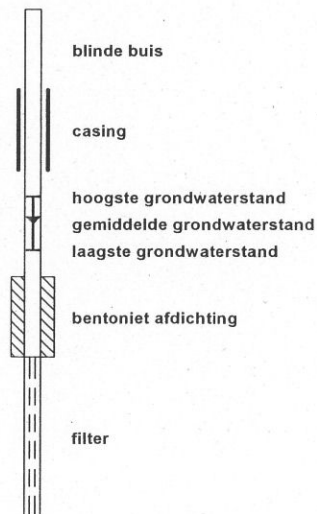 blinde buis
casing
hoogste grondwaterstand
gemiddelde grondwaterstand
laagste grondwaterstand
bentoniet afdichting
filter